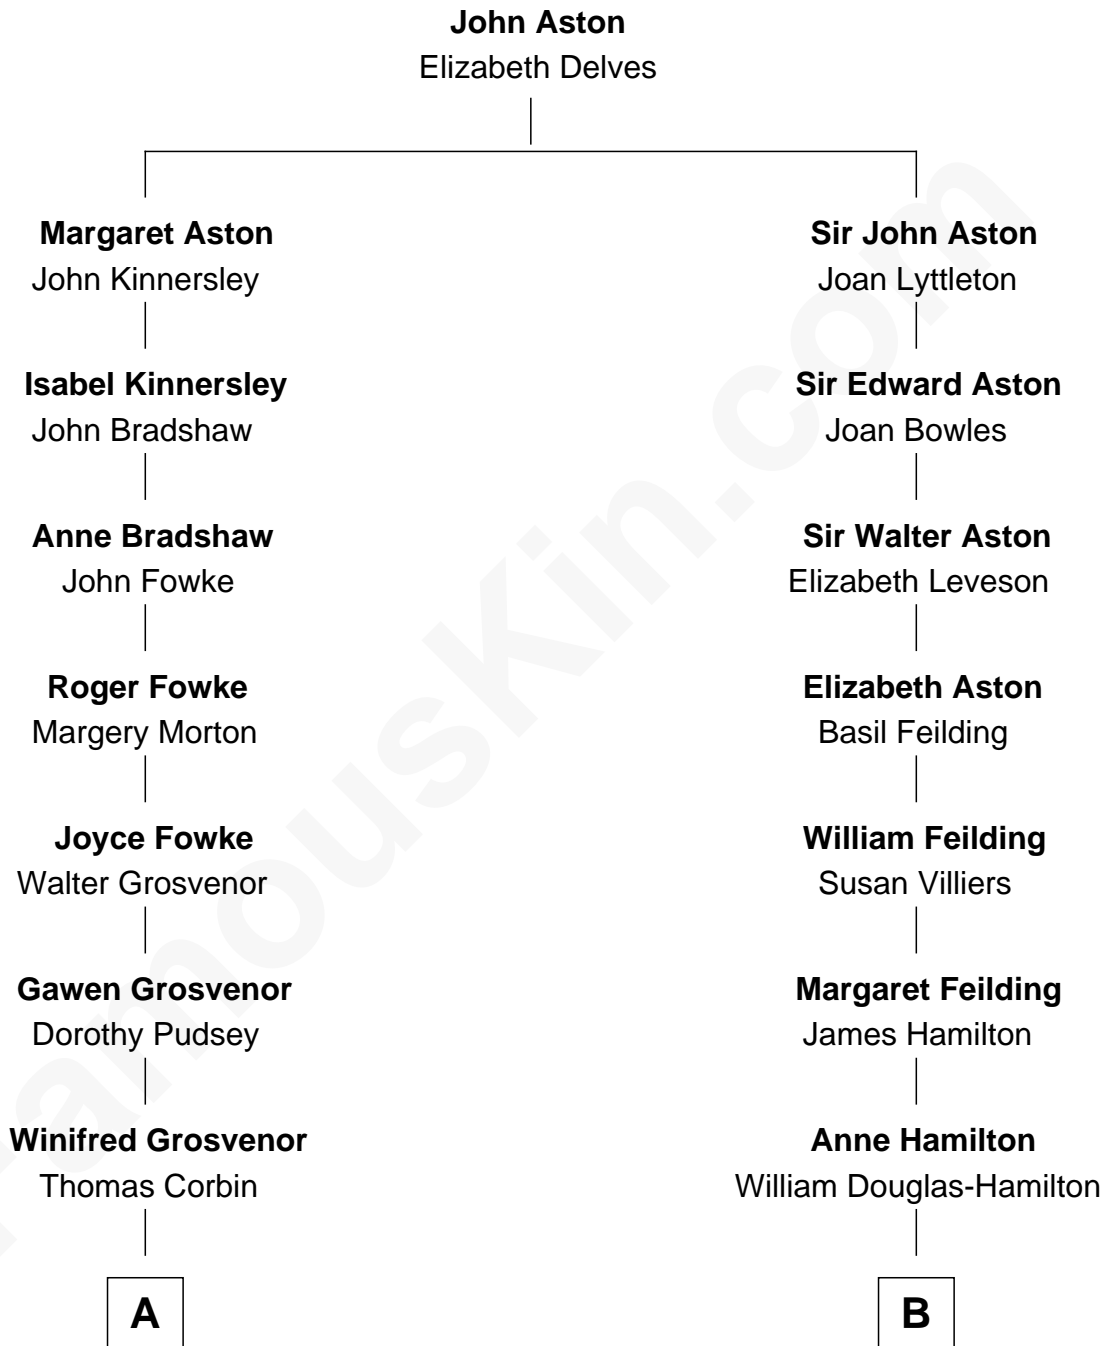 John Aston
Elizabeth Delves
Margaret Aston
John Kinnersley
Sir John Aston
Joan Lyttleton
Isabel Kinnersley
John Bradshaw
Sir Edward Aston
Joan Bowles
Anne Bradshaw
John Fowke
Sir Walter Aston
Elizabeth Leveson
Roger Fowke
Margery Morton
Elizabeth Aston
Basil Feilding
Joyce Fowke
Walter Grosvenor
William Feilding
Susan Villiers
Gawen Grosvenor
Dorothy Pudsey
Margaret Feilding
James Hamilton
Winifred Grosvenor
Thomas Corbin
Anne Hamilton
William Douglas-Hamilton
A
B
FamousKin.com